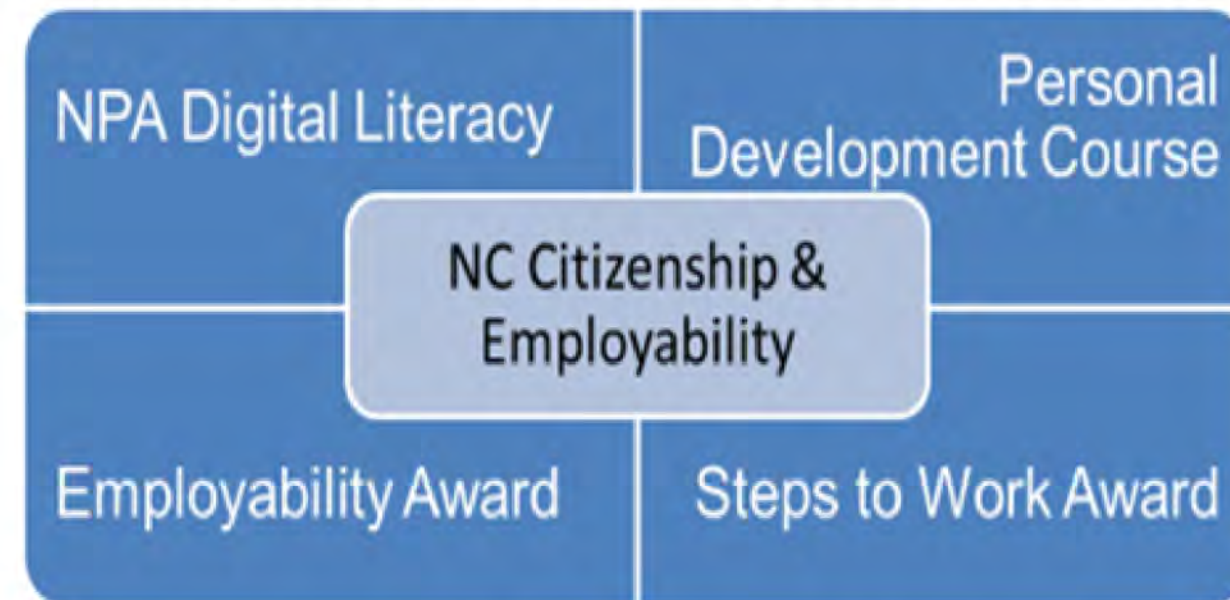 NPA Digital Literacy
Personal
Development Course
NC Citizenship &
Employability
Employability Award
Steps to Work Award